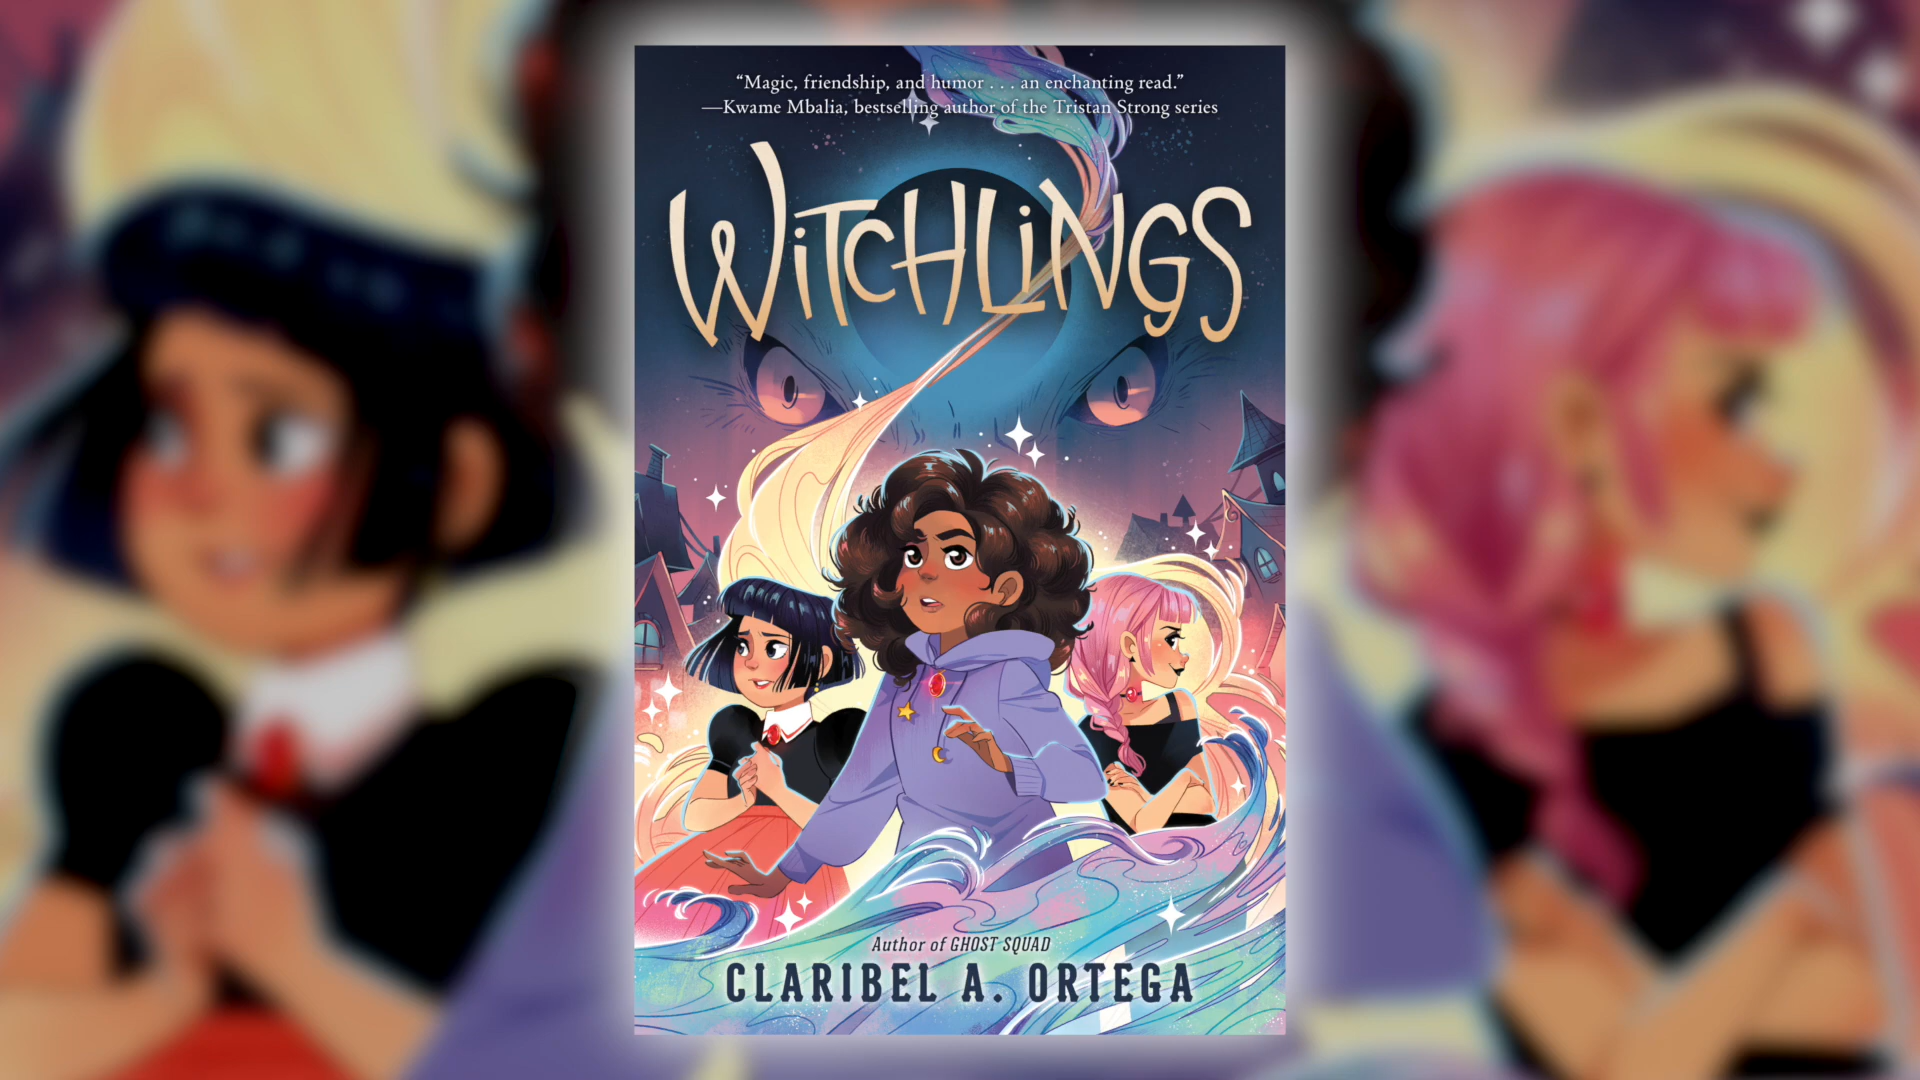 “Magic, friendship, and humor . . . an enchanting read.”
—Kwame Mbalia, bestselling author of the Tristan Strong series
WiTCHLiNGS
Author of GHOST SQUAD
CLARIBEL A. ORTEGA